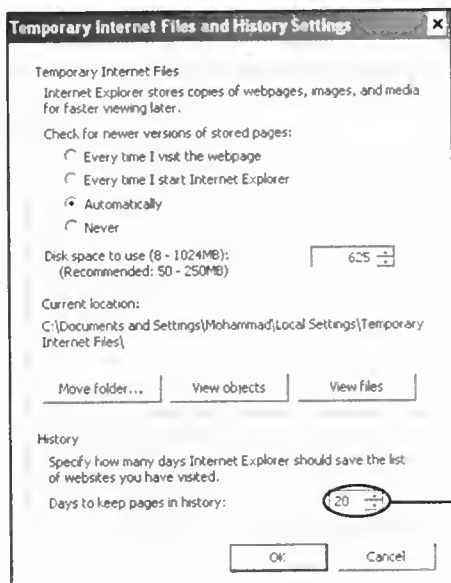 Temporary Internet Files and History Settings
Temporary Internet Files
Internet Explorer stores copies of webpages, images, and media
for faster viewing later.
Check for newer versions of stored pages:
Every time I visit the webpage
Every time I start Internet Explorer
Automatically
Never
Disk space to use (8 - 1024MB):
625
(Recommended: 50 - 250MB)
Current location:
C:\Documents and Settings\Mohammad\Local Settings\Temporary
Internet Files\
Move folder... View objects View files
History
Specify how many days Internet Explorer should save the list
of websites you have visited.
Days to keep pages in history: 20
OK Cancel